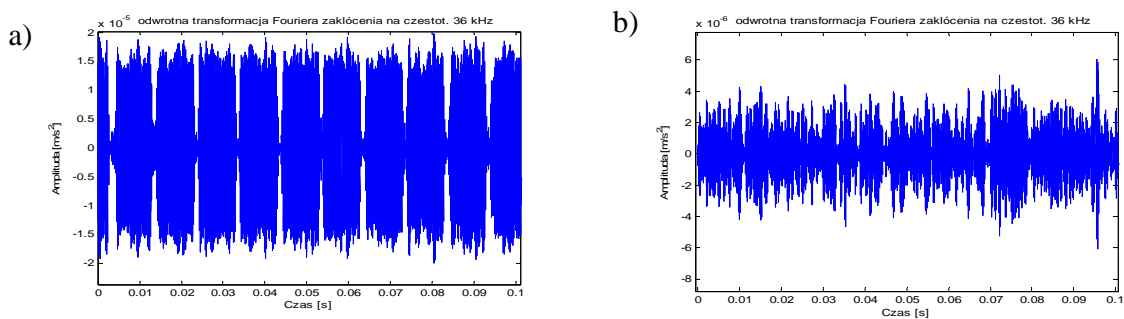 a)
x 10⁻⁵ odwrotna transformacja Fouriera zaklócenia na czestot. 36 kHz
2
1.5
1
0.5
0
-0.5
-1
-1.5
-2
Amplituda [m/s²]
0 0.01 0.02 0.03 0.04 0.05 0.06 0.07 0.08 0.09 0.1
Czas [s]
b)
x 10⁻⁶ odwrotna transformacja Fouriera zaklócenia na czestot. 36 kHz
6
4
2
0
-2
-4
-6
-8
Amplituda [m/s²]
0 0.01 0.02 0.03 0.04 0.05 0.06 0.07 0.08 0.09 0.1
Czas [s]